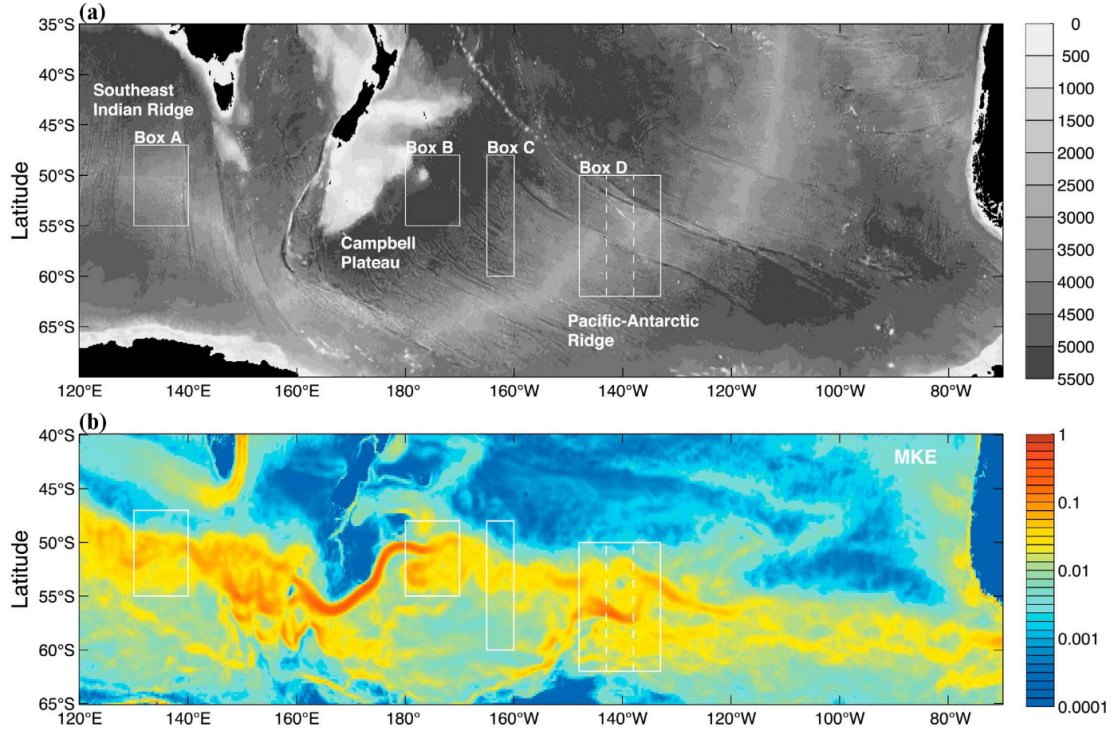 (a)
35°S
40°S
45°S
50°S
55°S
60°S
65°S
Latitude
Southeast
Indian Ridge
Box A
Box B
Box C
Box D
Campbell
Plateau
Pacific-Antarctic
Ridge
120°E
140°E
160°E
180°
160°W
140°W
120°W
100°W
80°W
0
500
1000
1500
2000
2500
3000
3500
4000
4500
5000
5500
(b)
40°S
45°S
50°S
55°S
60°S
65°S
Latitude
MKE
120°E
140°E
160°E
180°
160°W
140°W
120°W
100°W
80°W
1
0.1
0.01
0.001
0.0001